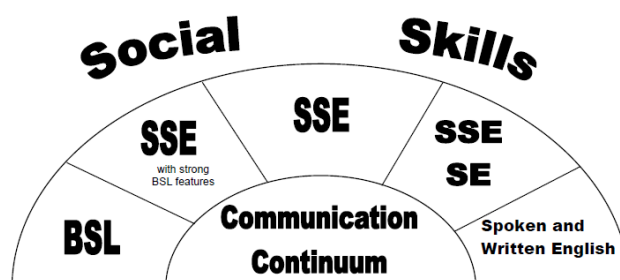 Social Skills
BSL
SSE
with strong
BSL features
SSE
SSE
SE
Spoken and
Written English
Communication
Continuum